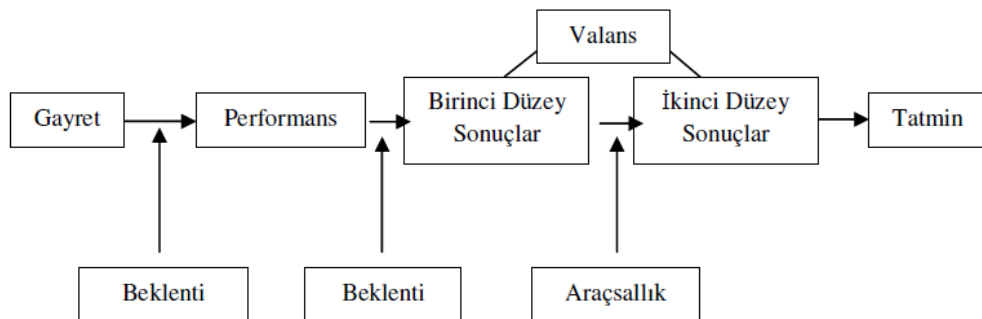 Valans
Gayret
Performans
Birinci Düzey
Sonuçlar
İkinci Düzey
Sonuçlar
Tatmin
Beklenti
Beklenti
Araçsallık